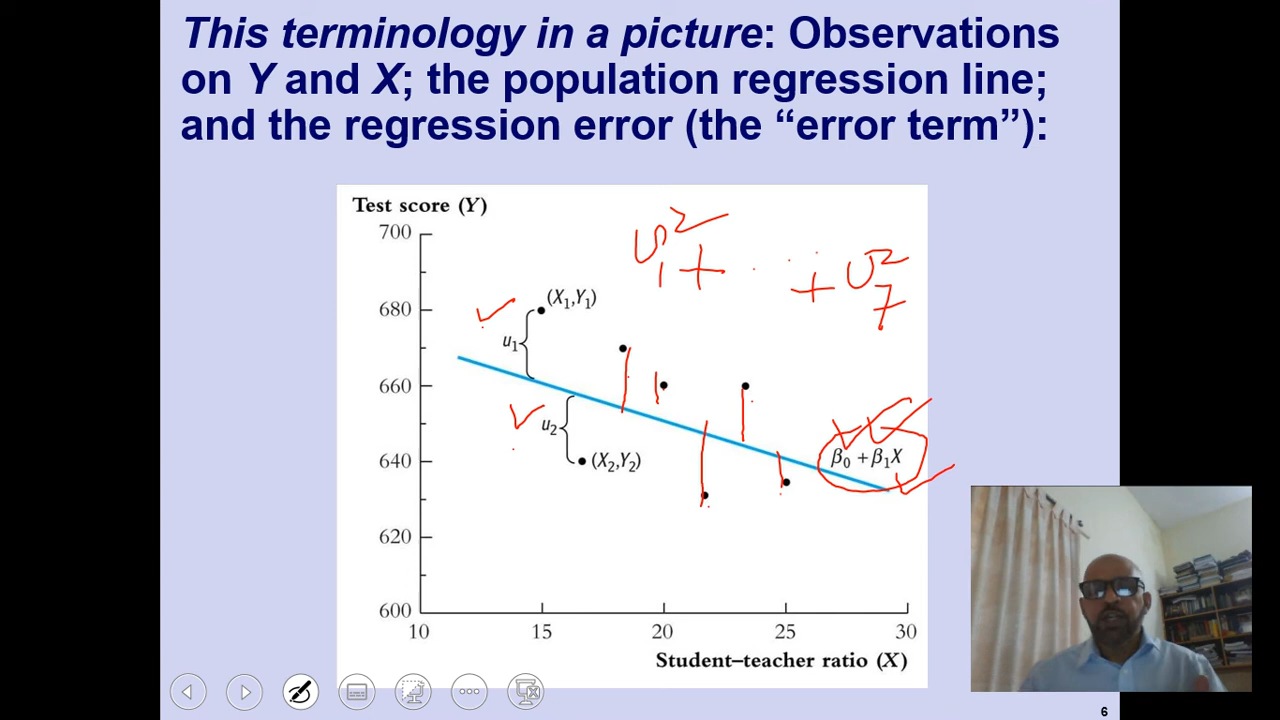 This terminology in a picture: Observations
on Y and X; the population regression line;
and the regression error (the “error term”):
Test score (Y)
700
u₁² + . . . + u₇²
680
(X₁,Y₁)
u₁
660
u₂
640
(X₂,Y₂)
β₀ + β₁X
620
600
10 15 20 25 30
Student–teacher ratio (X)
6